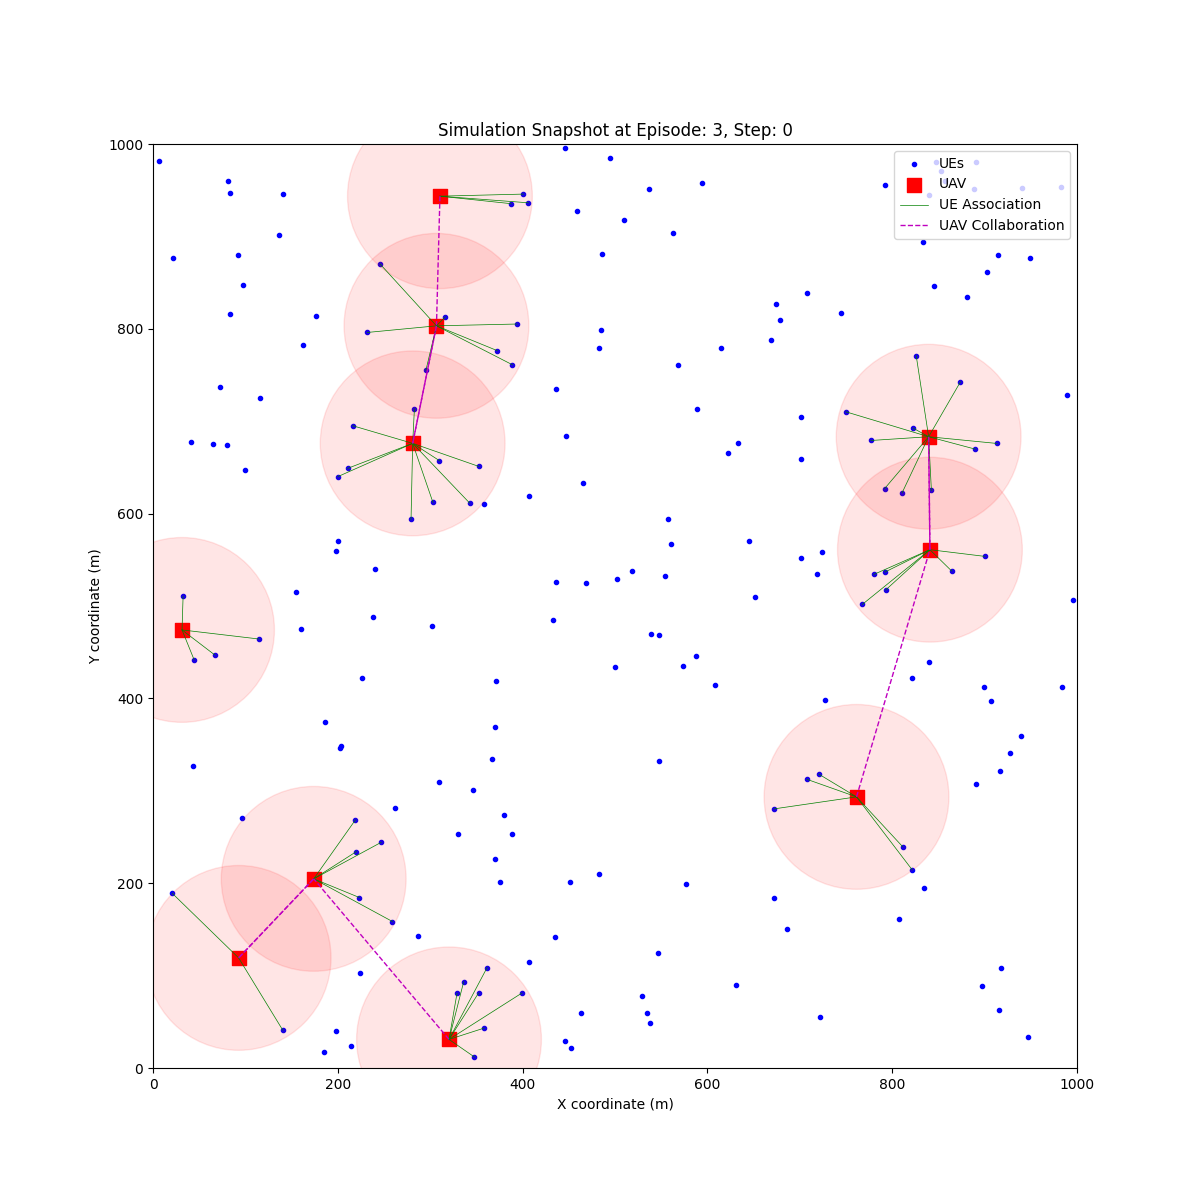 Simulation Snapshot at Episode: 3, Step: 0
UEs
UAV
UE Association
UAV Collaboration
Y coordinate (m)
1000
800
600
400
200
0
0 200 400 600 800 1000
X coordinate (m)